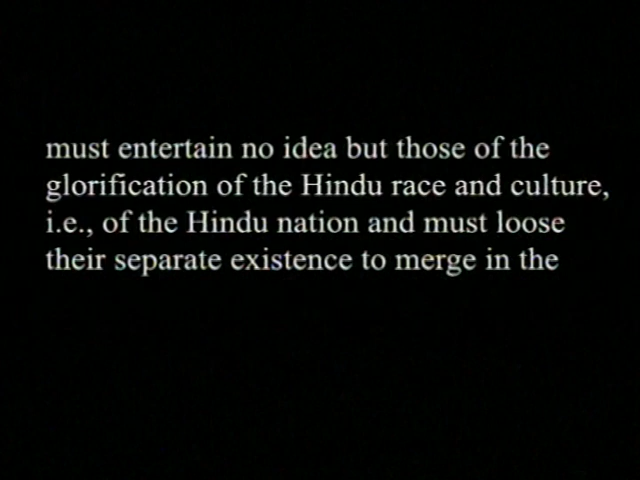 must entertain no idea but those of the
glorification of the Hindu race and culture,
i.e., of the Hindu nation and must loose
their separate existence to merge in the